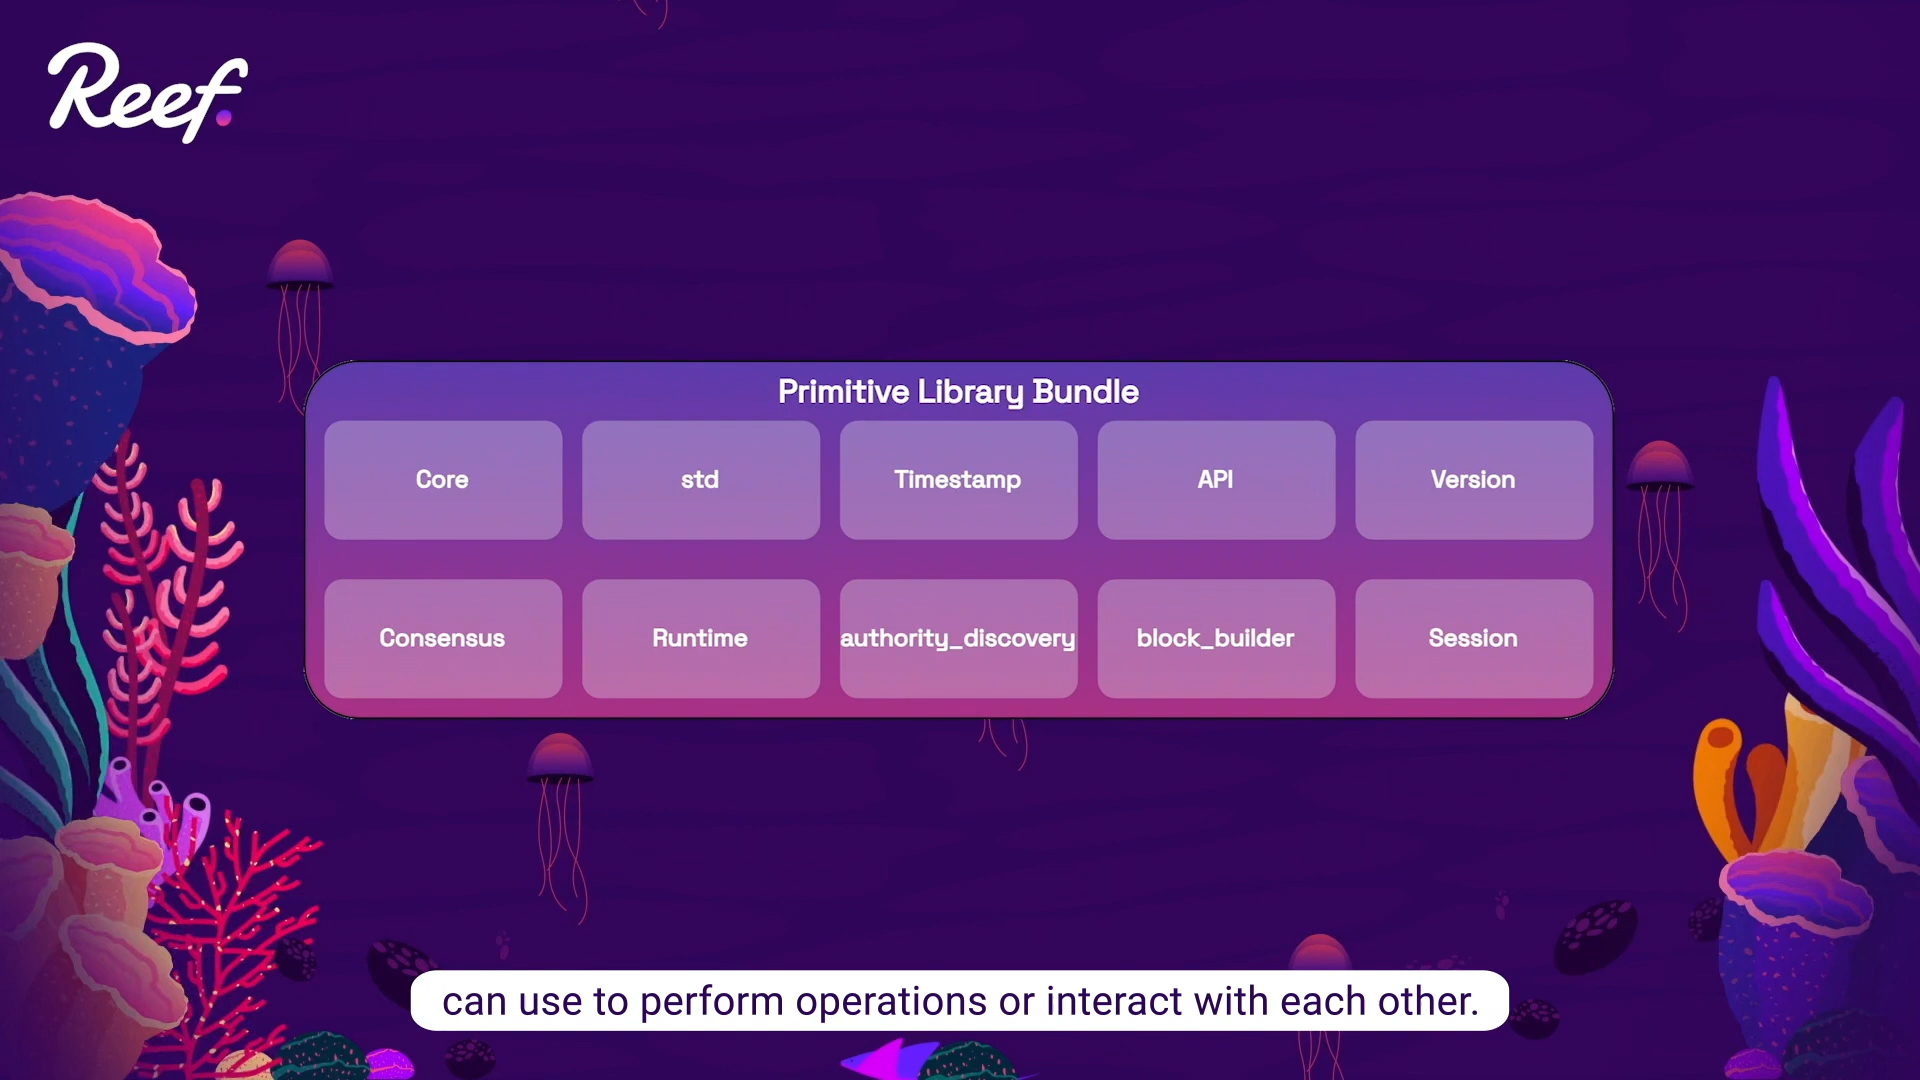 Reef.
Primitive Library Bundle
Core
std
Timestamp
API
Version
Consensus
Runtime
authority_discovery
block_builder
Session
can use to perform operations or interact with each other.